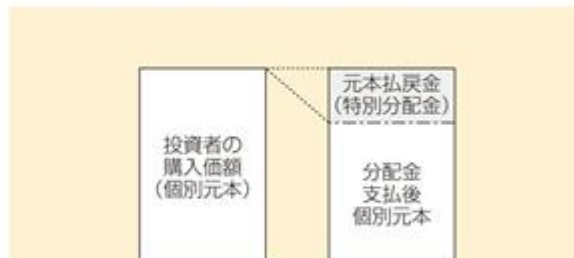 元本払戻金
（特別分配金）
投資者の
購入価額
（個別元本）
分配金
支払後
個別元本